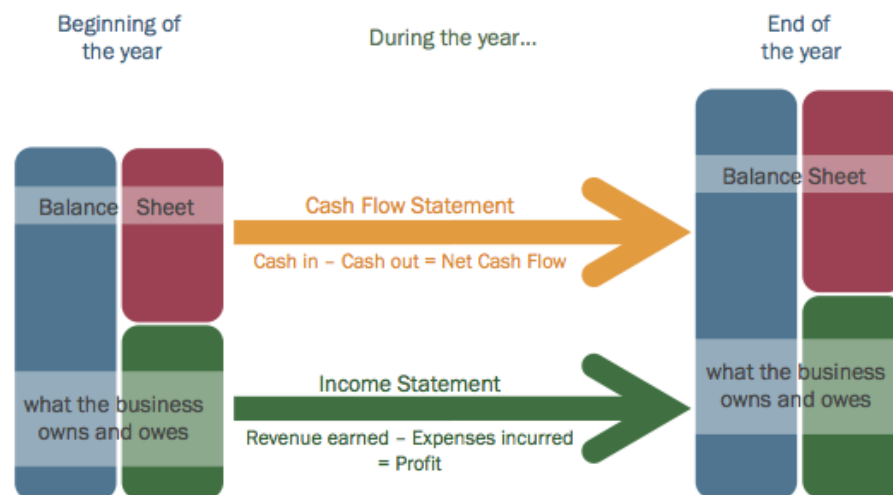 Beginning of
the year
During the year...
End of
the year
Balance Sheet
Cash Flow Statement
Cash in – Cash out = Net Cash Flow
Balance Sheet
what the business
owns and owes
Income Statement
Revenue earned – Expenses incurred
= Profit
what the business
owns and owes